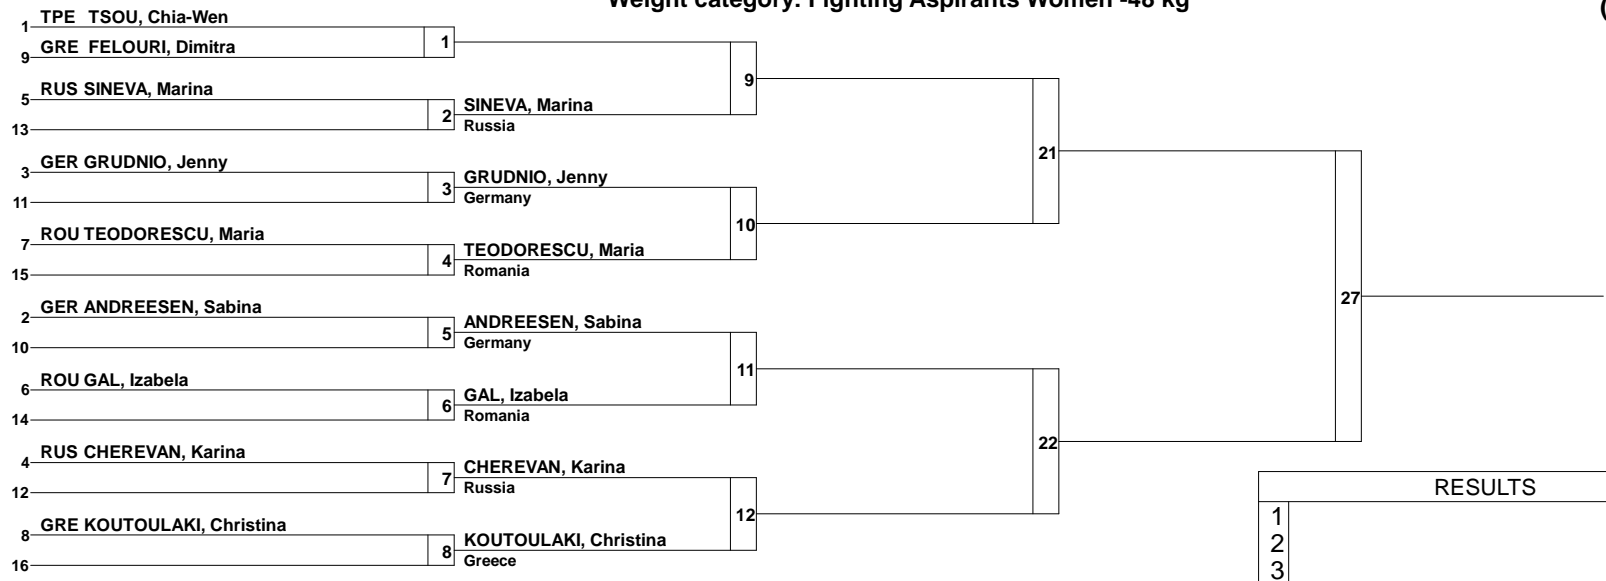 Weight category: Fighting Aspirants Women -48 kg
1 TPE TSOU, Chia-Wen
9 GRE FELOURI, Dimitra
1
5 RUS SINEVA, Marina
13
2 SINEVA, Marina
Russia
9
3 GER GRUDNIO, Jenny
11
3 GRUDNIO, Jenny
Germany
21
7 ROU TEODORESCU, Maria
15
4 TEODORESCU, Maria
Romania
10
2 GER ANDREESEN, Sabina
10
5 ANDREESEN, Sabina
Germany
27
6 ROU GAL, Izabela
14
6 GAL, Izabela
Romania
11
4 RUS CHEREVAN, Karina
12
7 CHEREVAN, Karina
Russia
22
8 GRE KOUTOULAKI, Christina
16
8 KOUTOULAKI, Christina
Greece
12
RESULTS
1
2
3